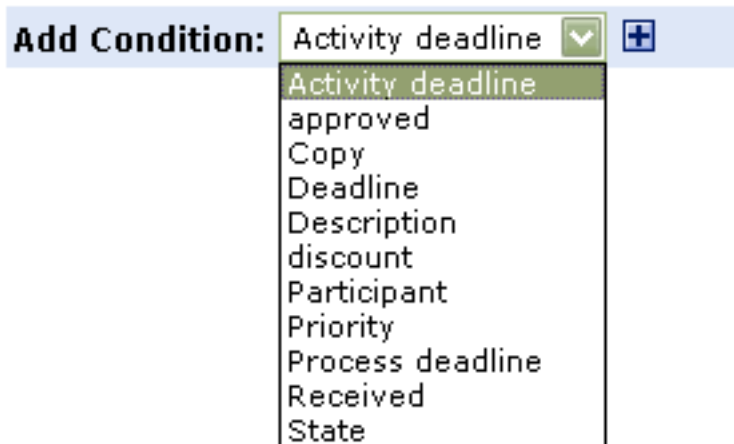 Add Condition: Activity deadline
Activity deadline
approved
Copy
Deadline
Description
discount
Participant
Priority
Process deadline
Received
State